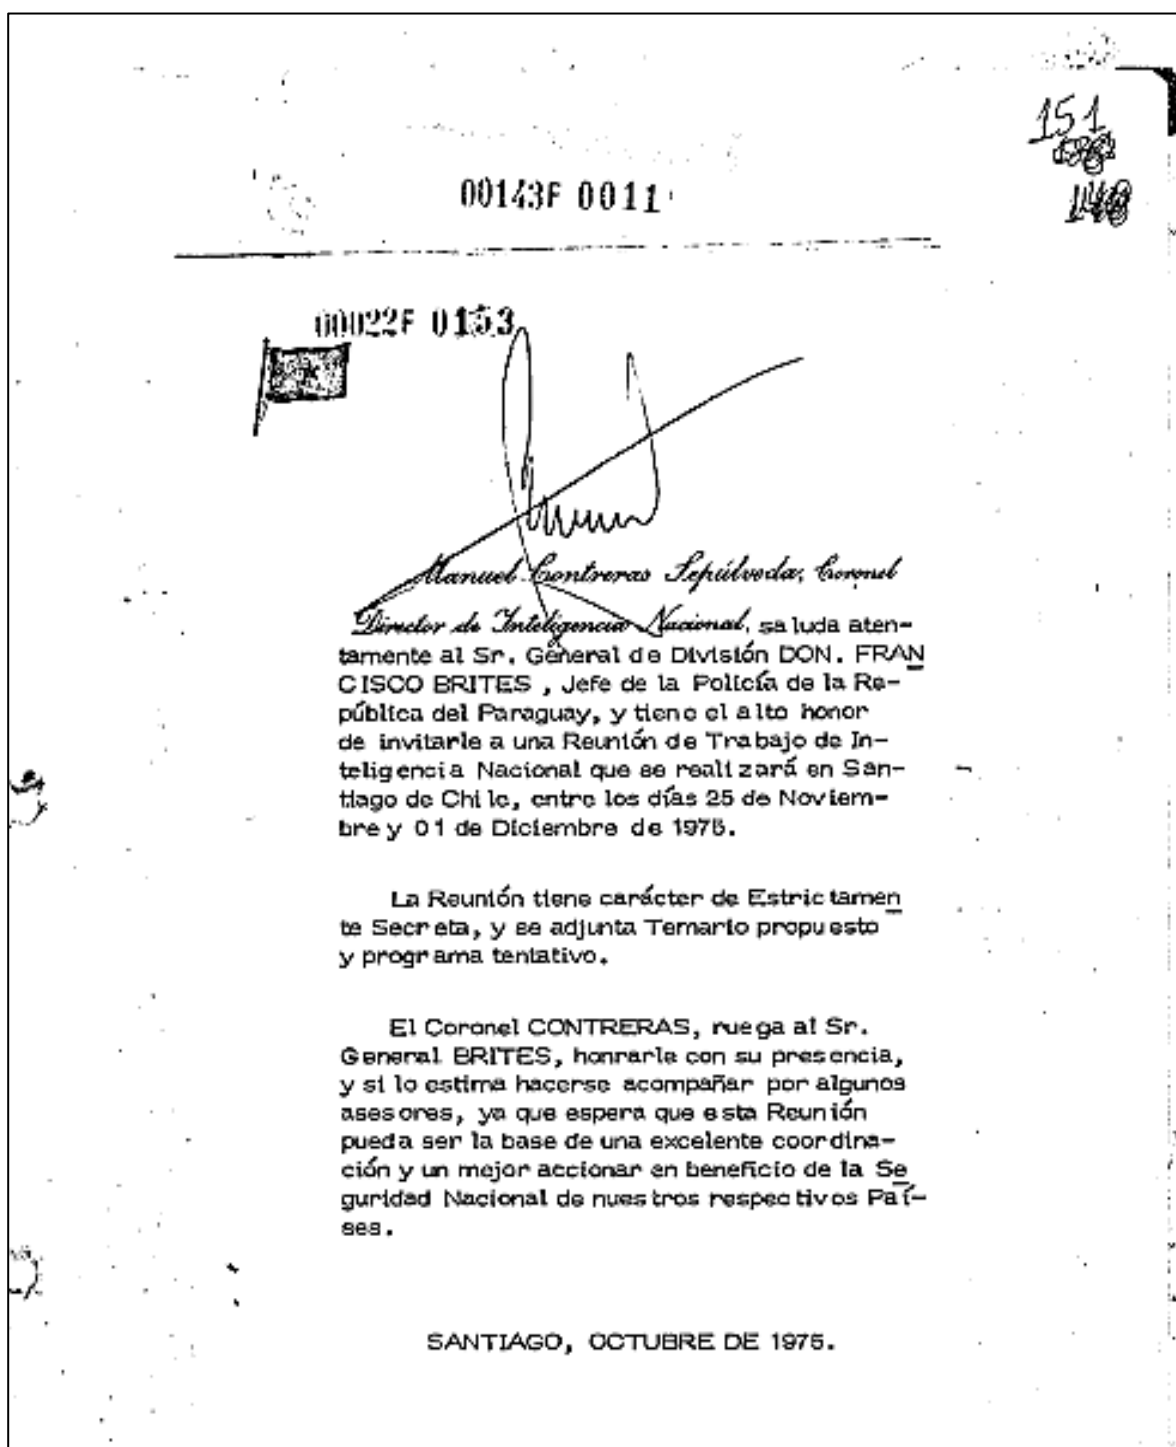 151
00143F 0011
00022F 0153
Manuel Contreras Sepúlveda, Coronel
Director de Inteligencia Nacional, saluda aten-
tamente al Sr. General de División DON. FRAN
CISCO BRITES , Jefe de la Policía de la Re-
pública del Paraguay, y tiene el alto honor
de invitarle a una Reunión de Trabajo de In-
teligencia Nacional que se realizará en San-
tiago de Chile, entre los días 25 de Noviem-
bre y 01 de Diciembre de 1975.
La Reunión tiene carácter de Estrictamen
te Secreta, y se adjunta Temario propuesto
y programa tentativo.
El Coronel CONTRERAS, ruega al Sr.
General BRITES, honrarle con su presencia,
y si lo estima hacerse acompañar por algunos
asesores, ya que espera que esta Reunión
pueda ser la base de una excelente coordina-
ción y un mejor accionar en beneficio de la Se
guridad Nacional de nuestros respectivos Paí-
ses.
SANTIAGO, OCTUBRE DE 1975.